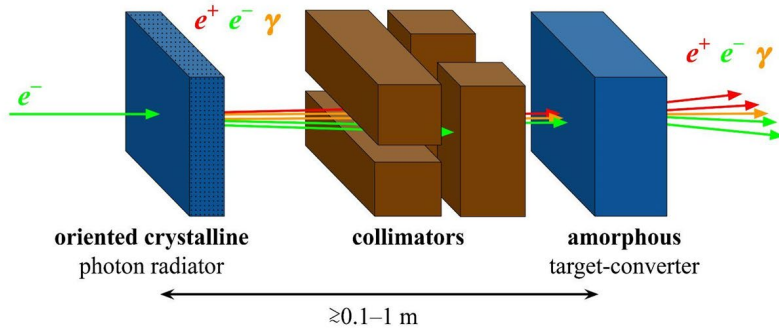 e⁺ e⁻ γ
e⁺ e⁻ γ
e⁻
oriented crystalline
photon radiator
collimators
amorphous
target-converter
≳0.1–1 m